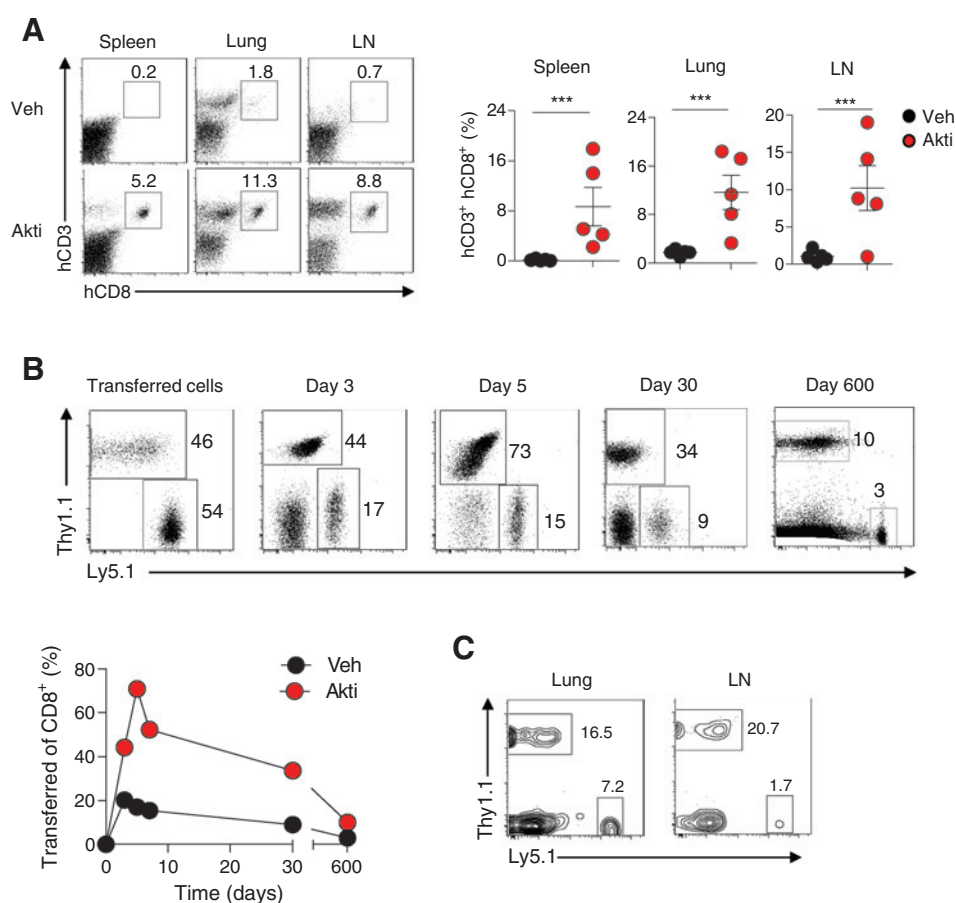 A
Spleen Lung LN
Veh 0.2 1.8 0.7
Akti 5.2 11.3 8.8
hCD3
hCD8
Spleen Lung LN
*** *** ***
Veh
Akti
hCD3+ hCD8+ (%)
24
16
8
0
24
16
8
0
20
15
10
5
0
B
Transferred cells Day 3 Day 5 Day 30 Day 600
46 44 73 34 10
54 17 15 9 3
Thy1.1
Ly5.1
Transferred of CD8+ (%)
80
60
40
20
0
0 10 20 30 600
Time (days)
Veh
Akti
C
Lung LN
16.5 20.7
7.2 1.7
Thy1.1
Ly5.1